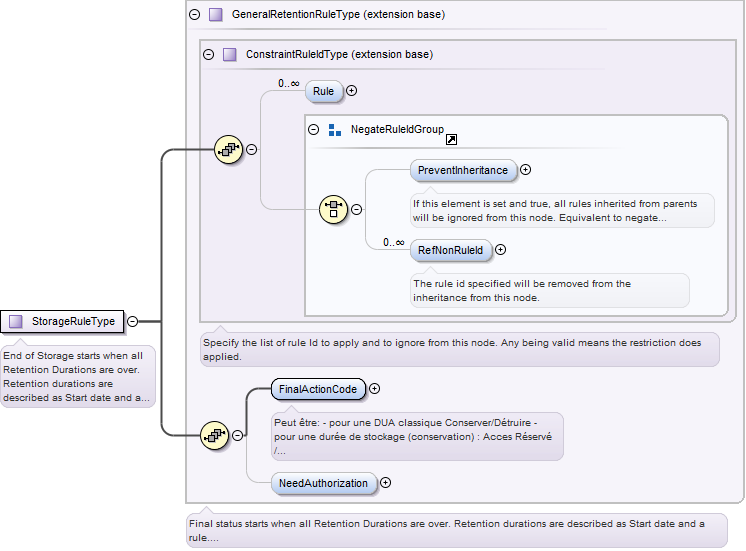 GeneralRetentionRuleType (extension base)
ConstraintRuleIdType (extension base)
0..∞
Rule
NegateRuleIdGroup
PreventInheritance
If this element is set and true, all rules inherited from parents
will be ignored from this node. Equivalent to negate...
0..∞
RefNonRuleId
The rule id specified will be removed from the
inheritance from this node.
StorageRuleType
End of Storage starts when all
Retention Durations are over.
Retention durations are
described as Start date and a...
Specify the list of rule Id to apply and to ignore from this node. Any being valid means the restriction does
applied.
FinalActionCode
Peut être: - pour une DUA classique Conserver/Détruire -
pour une durée de stockage (conservation) : Acces Réservé
/...
NeedAuthorization
Final status starts when all Retention Durations are over. Retention durations are described as Start date and a
rule....